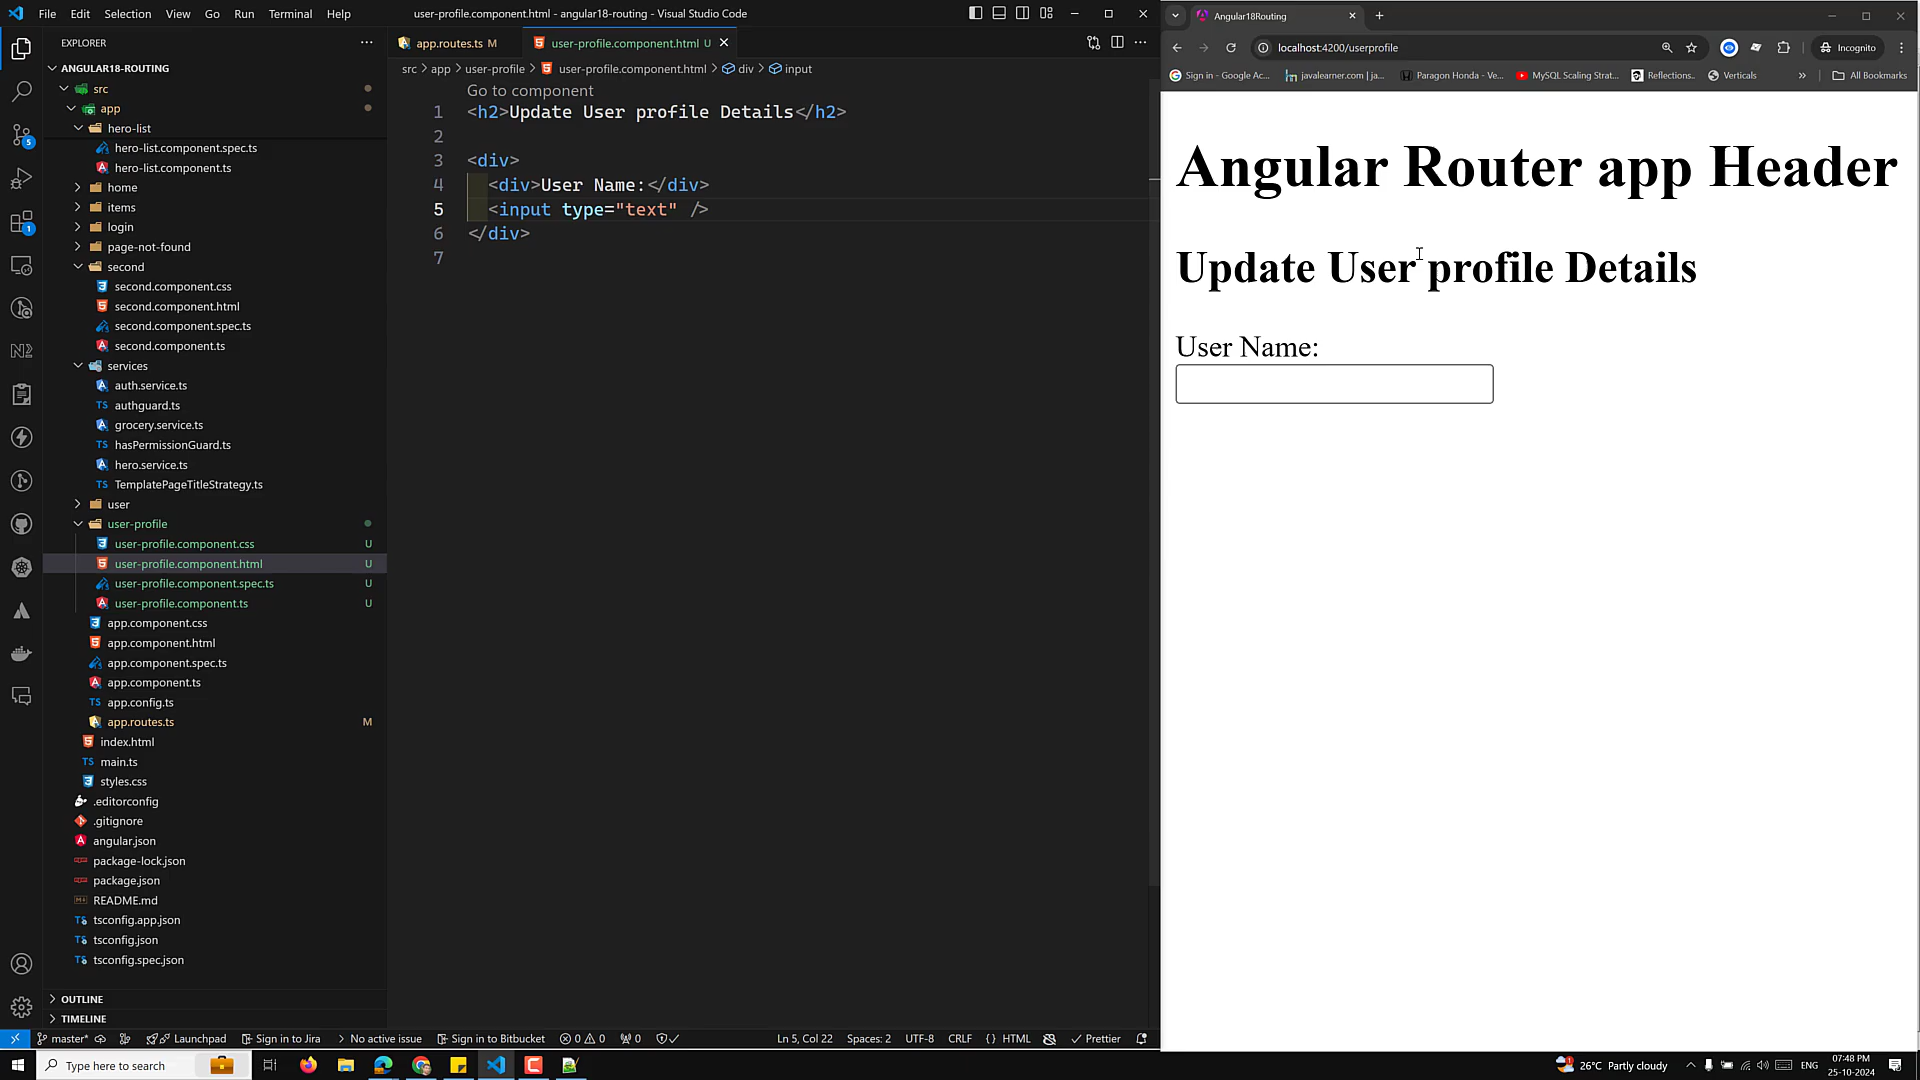 File Edit Selection View Go Run Terminal Help
user-profile.component.html - angular18-routing - Visual Studio Code
EXPLORER
ANGULAR18-ROUTING
src
app
hero-list
hero-list.component.spec.ts
hero-list.component.ts
home
items
login
page-not-found
second
second.component.css
second.component.html
second.component.spec.ts
second.component.ts
services
auth.service.ts
TS authguard.ts
grocery.service.ts
TS hasPermissionGuard.ts
hero.service.ts
TS TemplatePageTitleStrategy.ts
user
user-profile
user-profile.component.css U
user-profile.component.html U
user-profile.component.spec.ts U
user-profile.component.ts U
app.component.css
app.component.html
app.component.spec.ts
app.component.ts
TS app.config.ts
app.routes.ts M
index.html
TS main.ts
styles.css
.editorconfig
.gitignore
angular.json
package-lock.json
package.json
README.md
tsconfig.app.json
tsconfig.json
tsconfig.spec.json
OUTLINE
TIMELINE
5
1
app.routes.ts M
user-profile.component.html U
src > app > user-profile > user-profile.component.html > div > input
Go to component
1 <h2>Update User profile Details</h2>
2
3 <div>
4 <div>User Name:</div>
5 <input type="text" />
6 </div>
7
master*
Launchpad
Sign in to Jira
No active issue
Sign in to Bitbucket
0 0
0
Ln 5, Col 22
Spaces: 2
UTF-8
CRLF
{ } HTML
Prettier
Angular18Routing
localhost:4200/userprofile
Incognito
Sign in - Google Ac...
javalearner.com | ja...
Paragon Honda - Ve...
MySQL Scaling Strat...
Reflections..
Verticals
»
All Bookmarks
Angular Router app Header
Update User profile Details
User Name:
Type here to search
26°C Partly cloudy
ENG
07:48 PM
25-10-2024